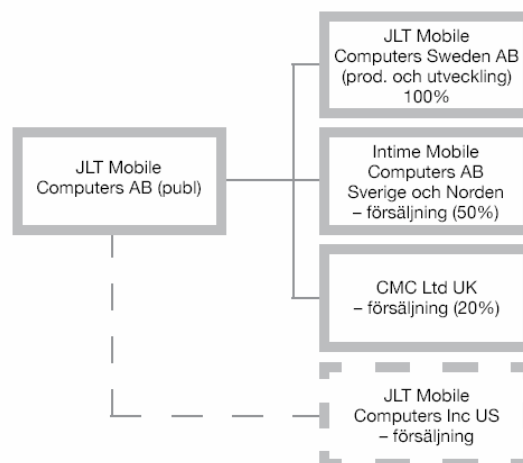 JLT Mobile
Computers AB (publ)
JLT Mobile
Computers Sweden AB
(prod. och utveckling)
100%
Intime Mobile
Computers AB
Sverige och Norden
– försäljning (50%)
CMC Ltd UK
– försäljning (20%)
JLT Mobile
Computers Inc US
– försäljning